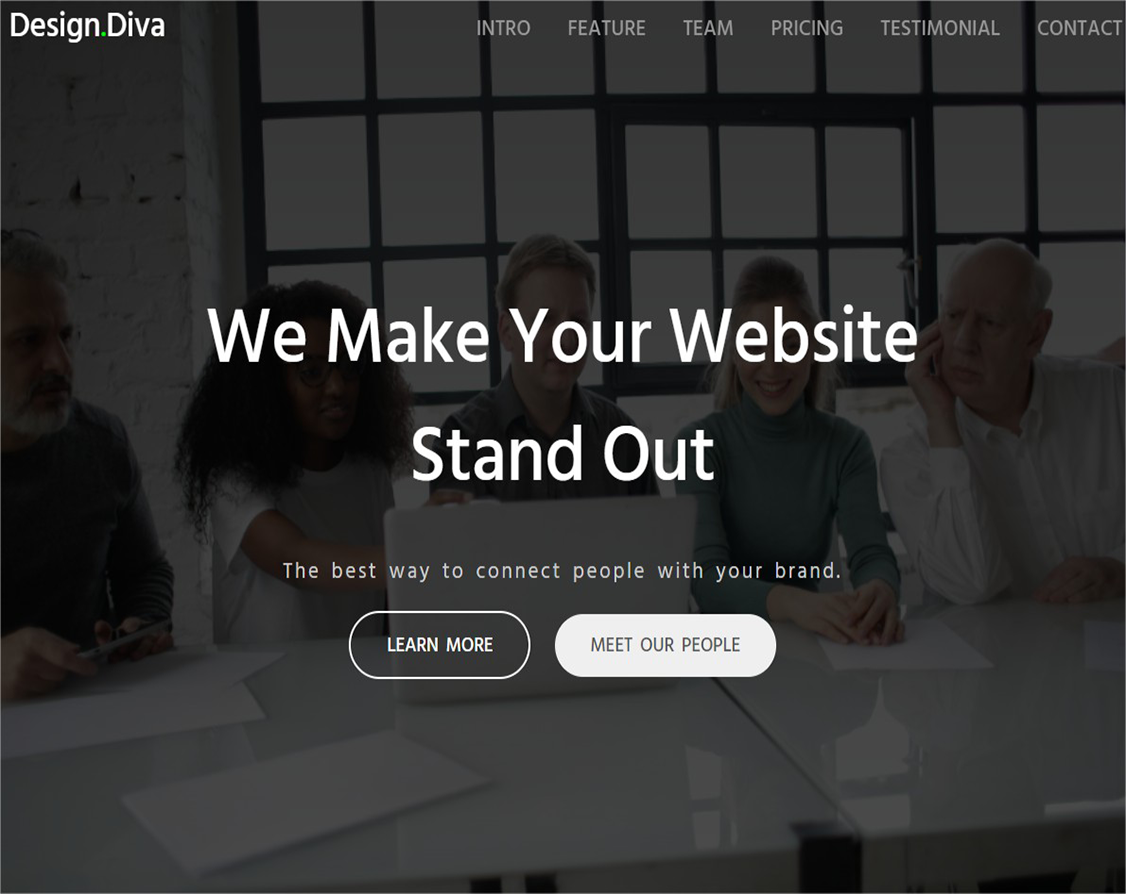 Design.Diva
INTRO FEATURE TEAM PRICING TESTIMONIAL CONTACT
We Make Your Website
Stand Out
The best way to connect people with your brand.
LEARN MORE MEET OUR PEOPLE